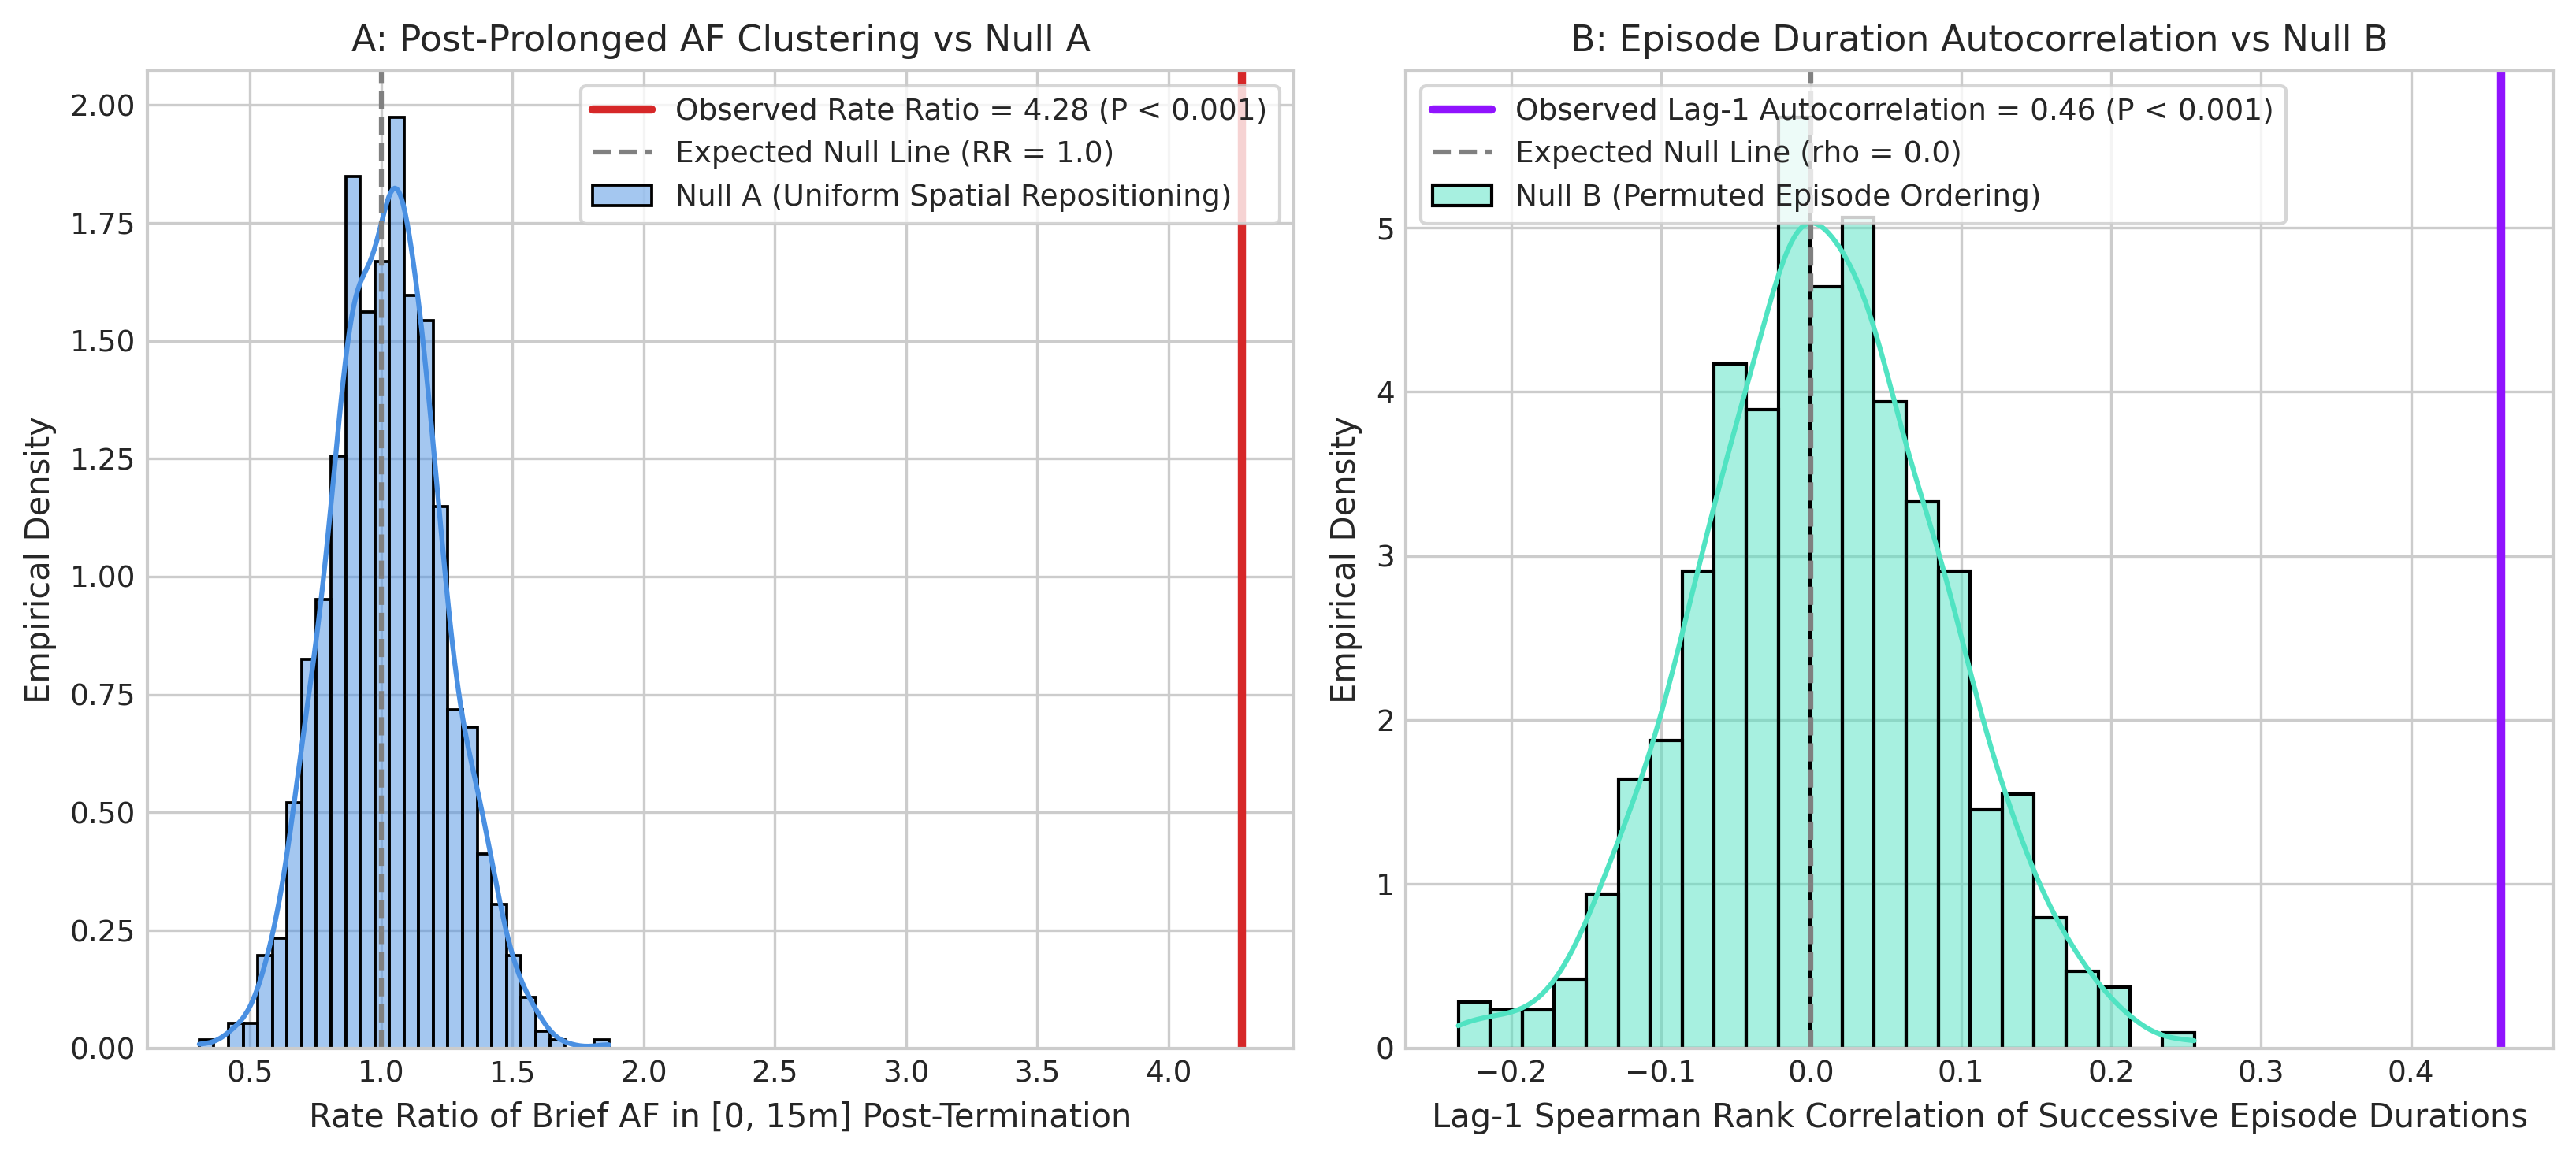 A: Post-Prolonged AF Clustering vs Null A
Observed Rate Ratio = 4.28 (P < 0.001)
Expected Null Line (RR = 1.0)
Null A (Uniform Spatial Repositioning)
Empirical Density
2.00
1.75
1.50
1.25
1.00
0.75
0.50
0.25
0.00
0.5 1.0 1.5 2.0 2.5 3.0 3.5 4.0
Rate Ratio of Brief AF in [0, 15m] Post-Termination
B: Episode Duration Autocorrelation vs Null B
Observed Lag-1 Autocorrelation = 0.46 (P < 0.001)
Expected Null Line (rho = 0.0)
Null B (Permuted Episode Ordering)
Empirical Density
5
4
3
2
1
0
−0.2 −0.1 0.0 0.1 0.2 0.3 0.4
Lag-1 Spearman Rank Correlation of Successive Episode Durations